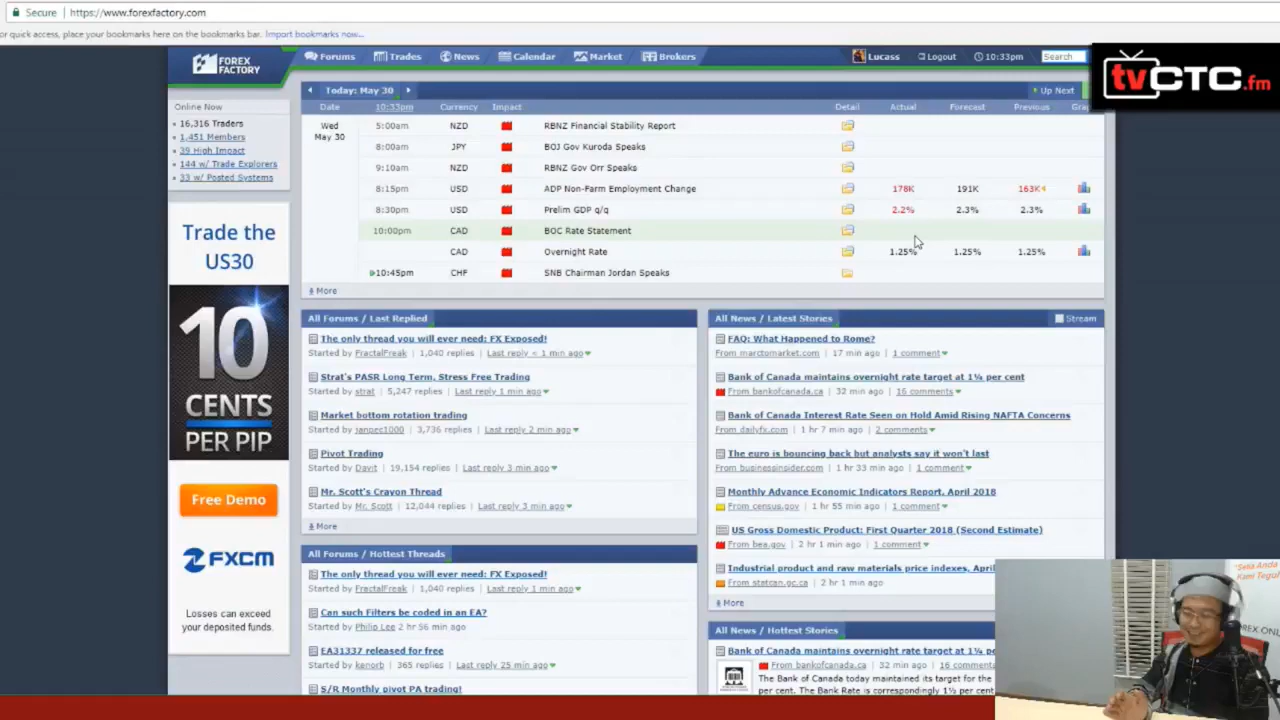 Secure | https://www.forexfactory.com
or quick access, place your bookmarks here on the bookmarks bar. Import bookmarks now...
FOREX FACTORY
Forums Trades News Calendar Market Brokers
Lucass Logout 10:33pm Search
tvCTC.fm
Online Now
16,316 Traders
1,451 Members
39 High Impact
144 w/ Trade Explorers
33 w/ Posted Systems
Today: May 30 Up Next
Date 10:33pm Currency Impact Detail Actual Forecast Previous Gra
Wed May 30
5:00am NZD RBNZ Financial Stability Report
8:00am JPY BOJ Gov Kuroda Speaks
9:10am NZD RBNZ Gov Orr Speaks
8:15pm USD ADP Non-Farm Employment Change 178K 191K 163K
8:30pm USD Prelim GDP q/q 2.2% 2.3% 2.3%
10:00pm CAD BOC Rate Statement
CAD Overnight Rate 1.25% 1.25% 1.25%
10:45pm CHF SNB Chairman Jordan Speaks
More
Trade the
US30
10
CENTS
PER PIP
Free Demo
FXCM
Losses can exceed
your deposited funds.
All Forums / Last Replied
The only thread you will ever need: FX Exposed!
Started by FractalFreak | 1,040 replies | Last reply < 1 min ago
Strat's PASR Long Term, Stress Free Trading
Started by strat | 5,247 replies | Last reply 1 min ago
Market bottom rotation trading
Started by janpec1000 | 3,736 replies | Last reply 2 min ago
Pivot Trading
Started by Davit | 19,154 replies | Last reply 3 min ago
Mr. Scott's Crayon Thread
Started by Mr. Scott | 12,044 replies | Last reply 3 min ago
More
All Forums / Hottest Threads
The only thread you will ever need: FX Exposed!
Started by FractalFreak | 1,040 replies | Last reply 1 min ago
Can such Filters be coded in an EA?
Started by Philip Lee 2 hr 56 min ago
EA31337 released for free
Started by kenorb | 365 replies | Last reply 25 min ago
S/R Monthly pivot PA trading!
All News / Latest Stories Stream
FAQ: What Happened to Rome?
From marctomarket.com | 17 min ago | 1 comment
Bank of Canada maintains overnight rate target at 1¼ per cent
From bankofcanada.ca | 32 min ago | 16 comments
Bank of Canada Interest Rate Seen on Hold Amid Rising NAFTA Concerns
From dailyfx.com | 1 hr 7 min ago | 2 comments
The euro is bouncing back but analysts say it won't last
From businessinsider.com | 1 hr 33 min ago | 1 comment
Monthly Advance Economic Indicators Report, April 2018
From census.gov | 1 hr 55 min ago | 1 comment
US Gross Domestic Product: First Quarter 2018 (Second Estimate)
From bea.gov | 2 hr 1 min ago | 1 comment
Industrial product and raw materials price indexes, April
From statcan.gc.ca | 2 hr 1 min ago
More
All News / Hottest Stories
Bank of Canada maintains overnight rate target at 1¼ pe
From bankofcanada.ca | 32 min ago | 16 comments
The Bank of Canada today maintained its target for the
per cent. The Bank Rate is correspondingly 1½ per cen
"Setia Anda
Kami Tegu
OREX ONL